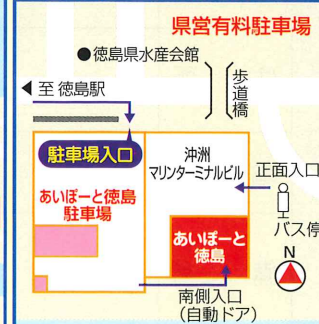 県営有料駐車場
●徳島県水産会館
歩道橋
◀至 徳島駅
駐車場入口
沖洲
マリンターミナルビル
正面入口
あいぽーと徳島
駐車場
バス停
あいぽーと
徳島
N
南側入口
（自動ドア）